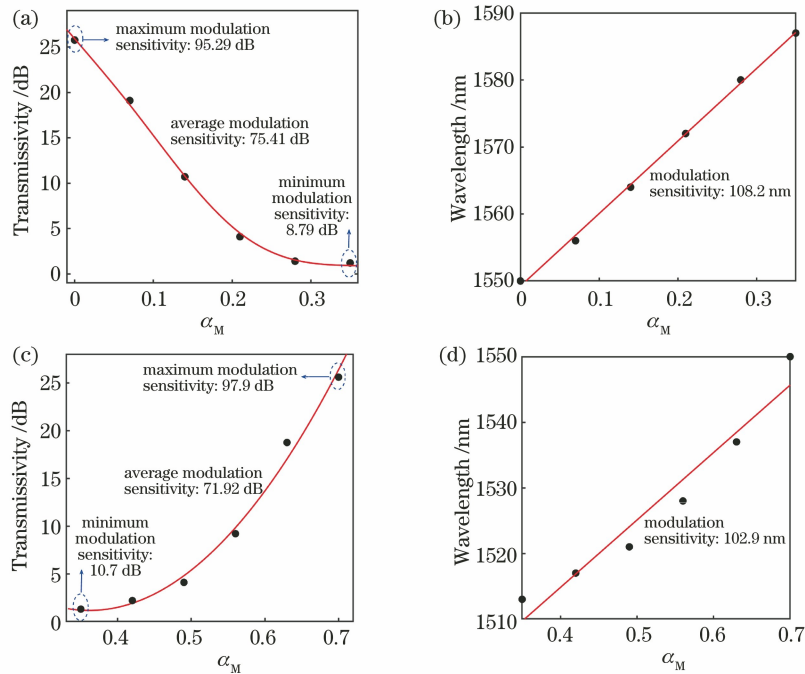 (a)
maximum modulation
sensitivity: 95.29 dB
average modulation
sensitivity: 75.41 dB
minimum
modulation
sensitivity:
8.79 dB
Transmissivity /dB
25
20
15
10
5
0
0
0.1
0.2
0.3
αM
(b)
modulation
sensitivity: 108.2 nm
Wavelength /nm
1590
1580
1570
1560
1550
0
0.1
0.2
0.3
αM
(c)
maximum modulation
sensitivity: 97.9 dB
average modulation
sensitivity: 71.92 dB
minimum
modulation
sensitivity:
10.7 dB
Transmissivity /dB
25
20
15
10
5
0
0.4
0.5
0.6
0.7
αM
(d)
modulation
sensitivity: 102.9 nm
Wavelength /nm
1550
1540
1530
1520
1510
0.4
0.5
0.6
0.7
αM